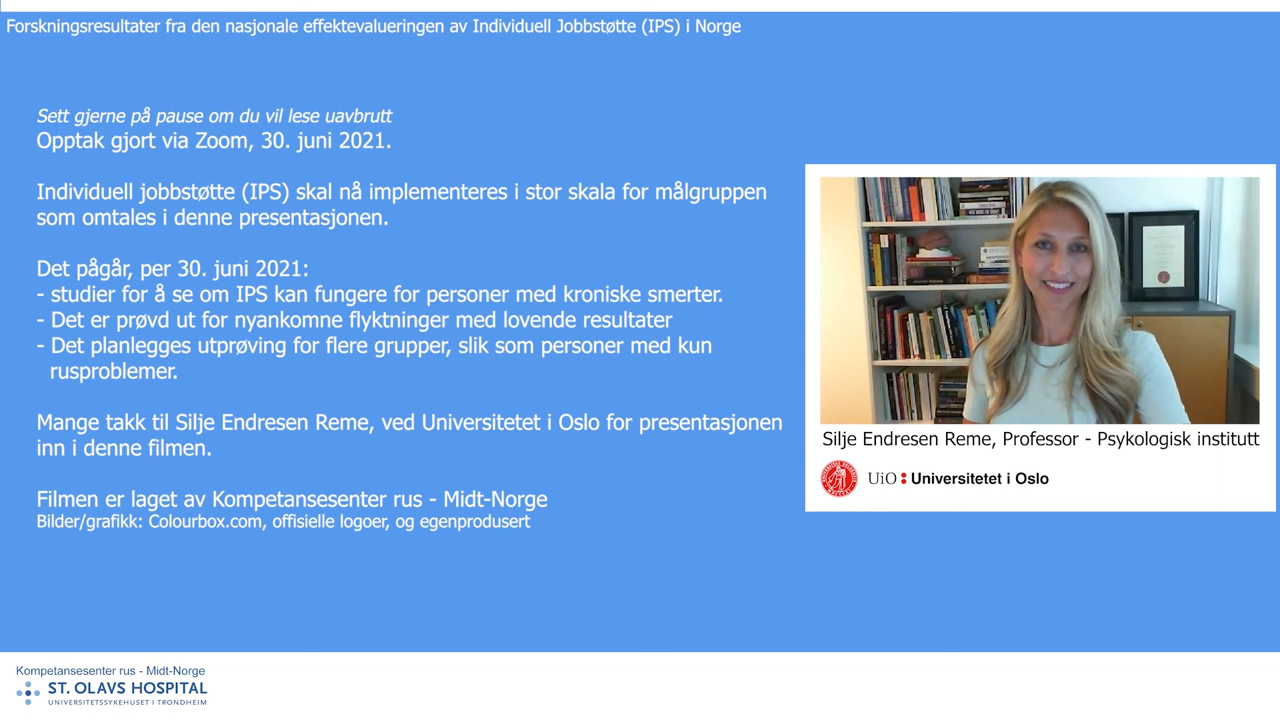 Forskningsresultater fra den nasjonale effektevalueringen av Individuell Jobbstøtte (IPS) i Norge
Sett gjerne på pause om du vil lese uavbrutt
Opptak gjort via Zoom, 30. juni 2021.
Individuell jobbstøtte (IPS) skal nå implementeres i stor skala for målgruppen
som omtales i denne presentasjonen.
Det pågår, per 30. juni 2021:
- studier for å se om IPS kan fungere for personer med kroniske smerter.
- Det er prøvd ut for nyankomne flyktninger med lovende resultater
- Det planlegges utprøving for flere grupper, slik som personer med kun
rusproblemer.
Mange takk til Silje Endresen Reme, ved Universitetet i Oslo for presentasjonen
inn i denne filmen.
Filmen er laget av Kompetansesenter rus - Midt-Norge
Bilder/grafikk: Colourbox.com, offisielle logoer, og egenprodusert
Silje Endresen Reme, Professor - Psykologisk institutt
UiO : Universitetet i Oslo
Kompetansesenter rus - Midt-Norge
ST. OLAVS HOSPITAL
UNIVERSITETSSYKEHUSET I TRONDHEIM